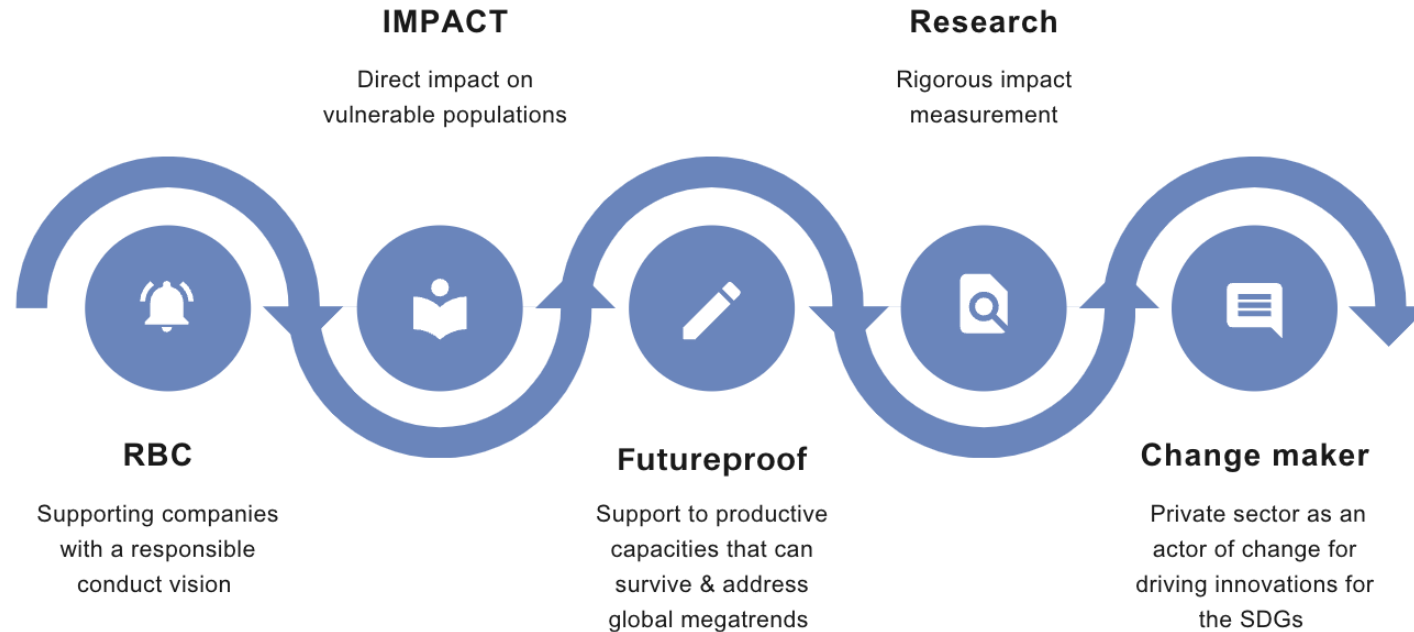 IMPACT
Direct impact on
vulnerable populations
Research
Rigorous impact
measurement
RBC
Supporting companies
with a responsible
conduct vision
Futureproof
Support to productive
capacities that can
survive & address
global megatrends
Change maker
Private sector as an
actor of change for
driving innovations for
the SDGs